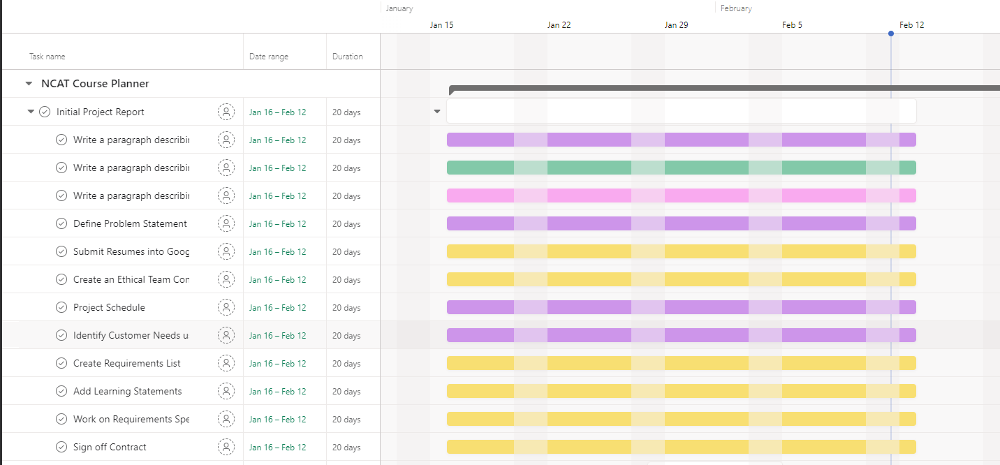 January February
Jan 15 Jan 22 Jan 29 Feb 5 Feb 12
Task name Date range Duration
NCAT Course Planner
Initial Project Report Jan 16 – Feb 12 20 days
Write a paragraph Jan 16 – Feb 12 20 days
Write a paragraph Jan 16 – Feb 12 20 days
Write a paragraph Jan 16 – Feb 12 20 days
Define Problem Statement Jan 16 – Feb 12 20 days
Submit Resumes into Goog Jan 16 – Feb 12 20 days
Create an Ethical Team Con Jan 16 – Feb 12 20 days
Project Schedule Jan 16 – Feb 12 20 days
Identify Customer Needs Jan 16 – Feb 12 20 days
Create Requirements List Jan 16 – Feb 12 20 days
Add Learning Statements Jan 16 – Feb 12 20 days
Work on Requirements Spe Jan 16 – Feb 12 20 days
Sign off Contract Jan 16 – Feb 12 20 days